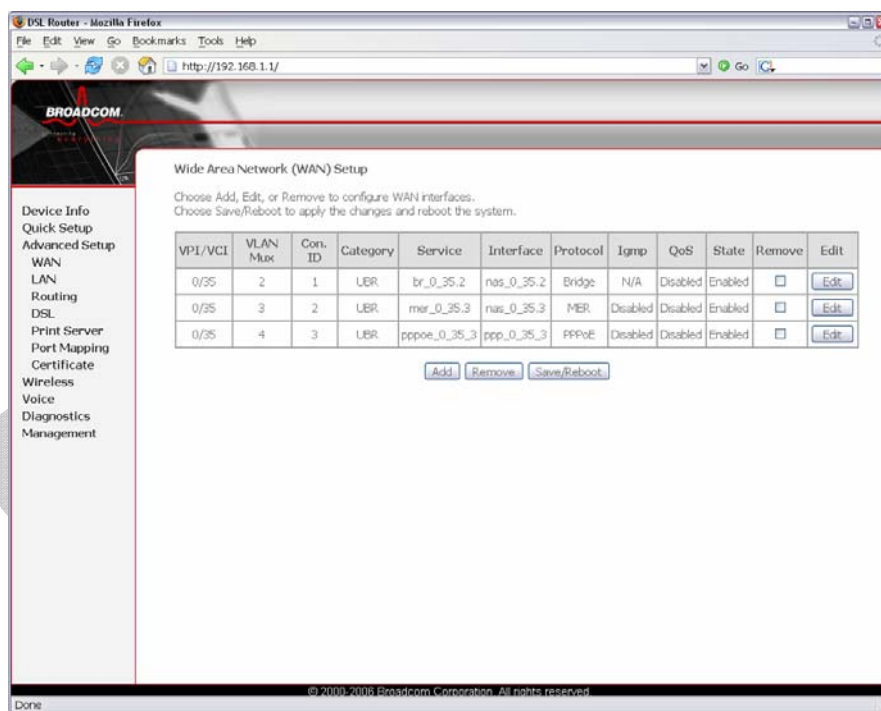 DSL Router - Mozilla Firefox
File Edit View Go Bookmarks Tools Help
http://192.168.1.1/
Go
BROADCOM.
Wide Area Network (WAN) Setup
Choose Add, Edit, or Remove to configure WAN interfaces.
Choose Save/Reboot to apply the changes and reboot the system.
Device Info
Quick Setup
Advanced Setup
WAN
LAN
Routing
DSL
Print Server
Port Mapping
Certificate
Wireless
Voice
Diagnostics
Management
VPI/VCI VLAN Mux Con. ID Category Service Interface Protocol Igmp QoS State Remove Edit
0/35 2 1 UBR br_0_35.2 nas_0_35.2 Bridge N/A Disabled Enabled Edit
0/35 3 2 UBR mer_0_35.3 nas_0_35.3 MER Disabled Disabled Enabled Edit
0/35 4 3 UBR pppoe_0_35_3 ppp_0_35_3 PPPoE Disabled Disabled Enabled Edit
Add Remove Save/Reboot
© 2000-2006 Broadcom Corporation. All rights reserved.
Done